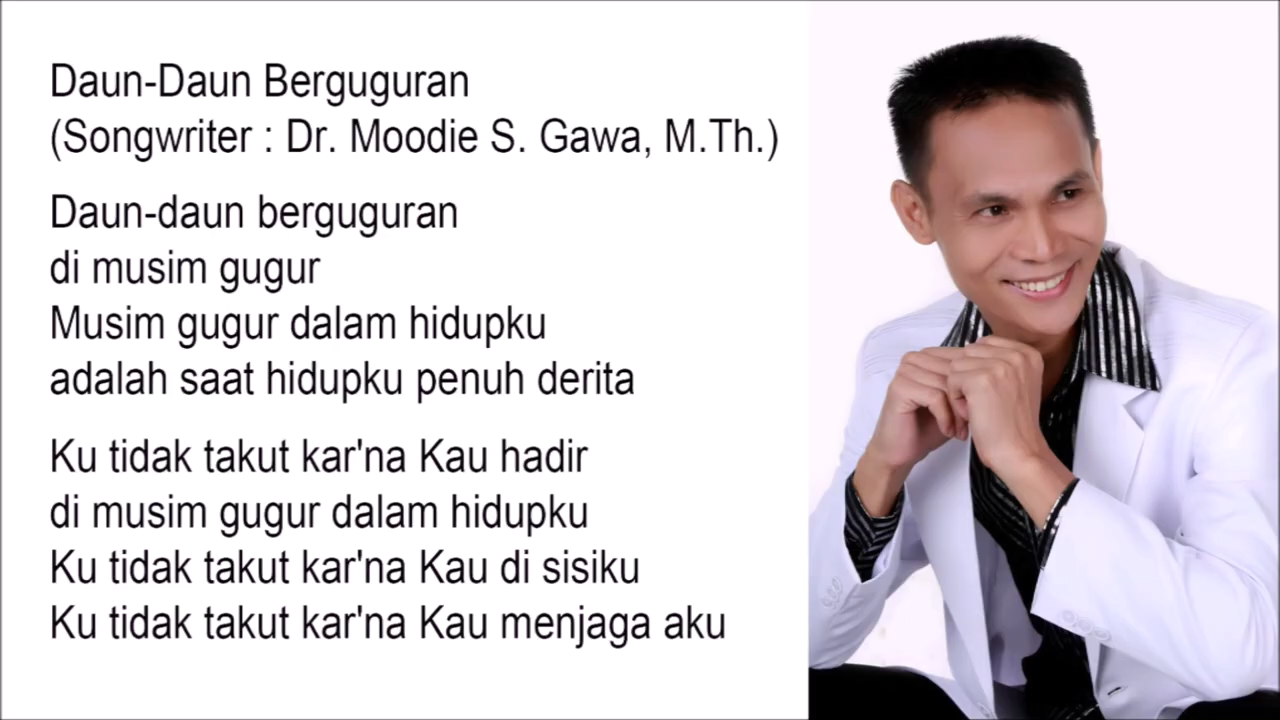 Daun-Daun Berguguran
(Songwriter : Dr. Moodie S. Gawa, M.Th.)
Daun-daun berguguran
di musim gugur
Musim gugur dalam hidupku
adalah saat hidupku penuh derita
Ku tidak takut kar'na Kau hadir
di musim gugur dalam hidupku
Ku tidak takut kar'na Kau di sisiku
Ku tidak takut kar'na Kau menjaga aku